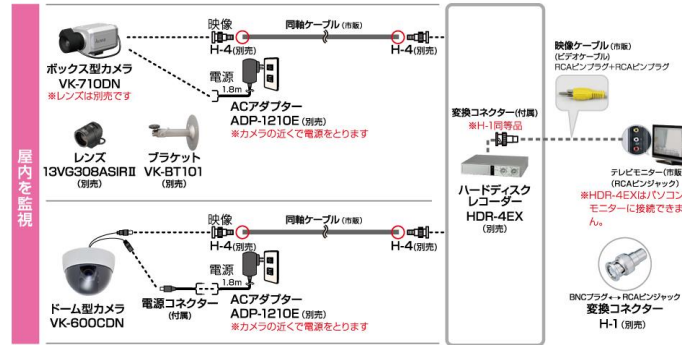 屋内を監視
ボックス型カメラ
VK-710DN
※レンズは別売です
映像
H-4(別売)
同軸ケーブル(市販)
H-4(別売)
電源
1.8m
ACアダプター
ADP-1210E(別売)
※カメラの近くで電源をとります
レンズ
13VG308ASIRⅡ
(別売)
ブラケット
VK-BT101
(別売)
ドーム型カメラ
VK-600CDN
映像
H-4(別売)
同軸ケーブル(市販)
H-4(別売)
電源
1.8m
電源コネクター
(付属)
ACアダプター
ADP-1210E(別売)
※カメラの近くで電源をとります
変換コネクター(付属)
※H-1同等品
ハードディスク
レコーダー
HDR-4EX
(別売)
映像ケーブル(市販)
(ビデオケーブル)
RCAピンプラグ+RCAピンプラグ
テレビモニター(市販
(RCAピンジャック)
※HDR-4EXはパソコン
モニターに接続できま
ん。
BNCプラグ↔RCAピンジャック
変換コネクター
H-1(別売)